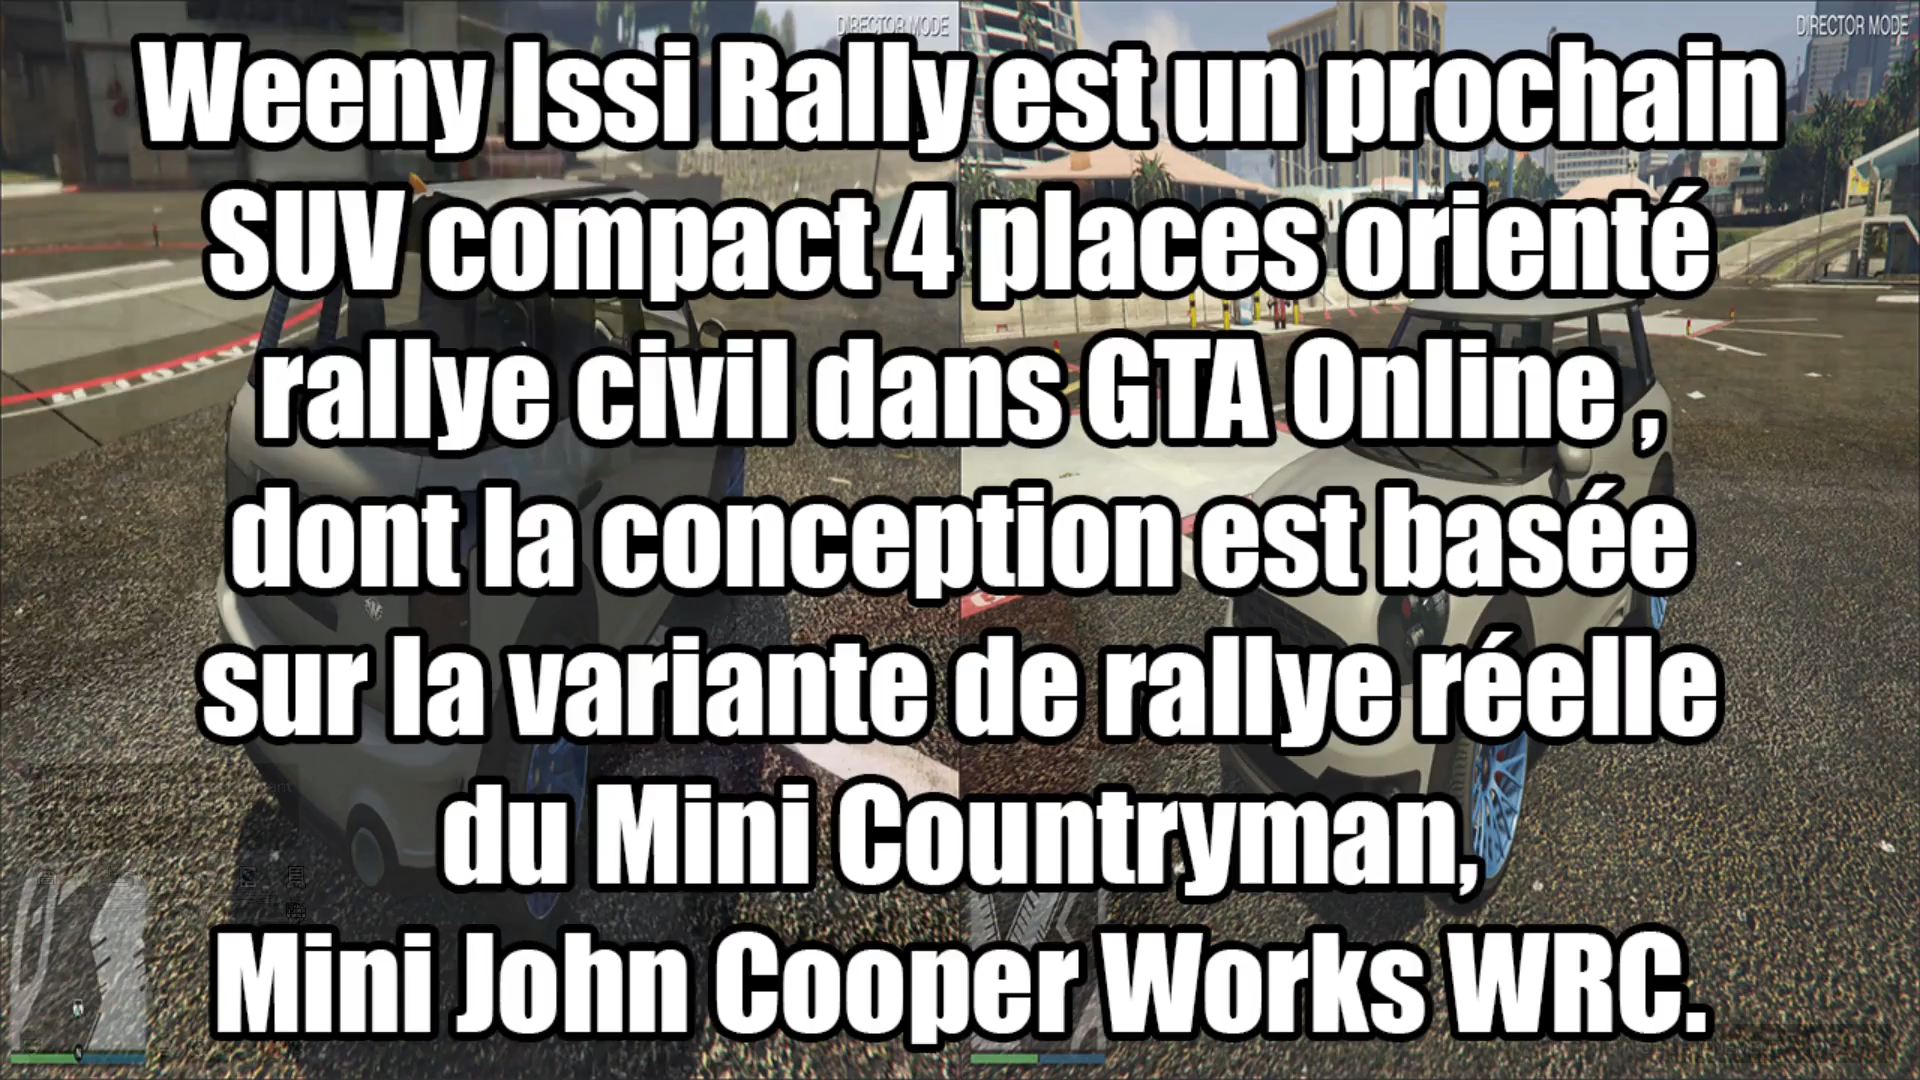 DIRECTOR MODE
DIRECTOR MODE
Weeny Issi Rally est un prochain
SUV compact 4 places orienté
rallye civil dans GTA Online ,
dont la conception est basée
sur la variante de rallye réelle
du Mini Countryman,
Mini John Cooper Works WRC.